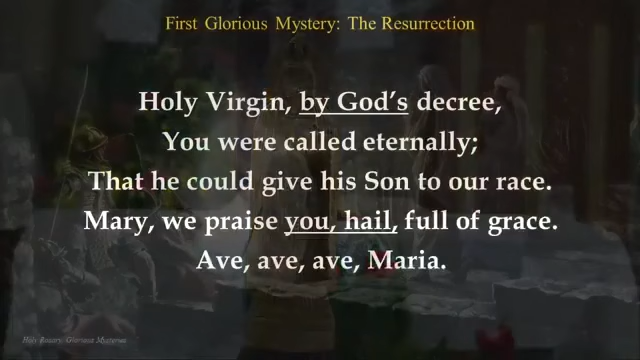 First Glorious Mystery: The Resurrection
Holy Virgin, by God's decree,
You were called eternally;
That he could give his Son to our race.
Mary, we praise you, hail, full of grace.
Ave, ave, ave, Maria.
Holy Rosary: Glorious Mysteries